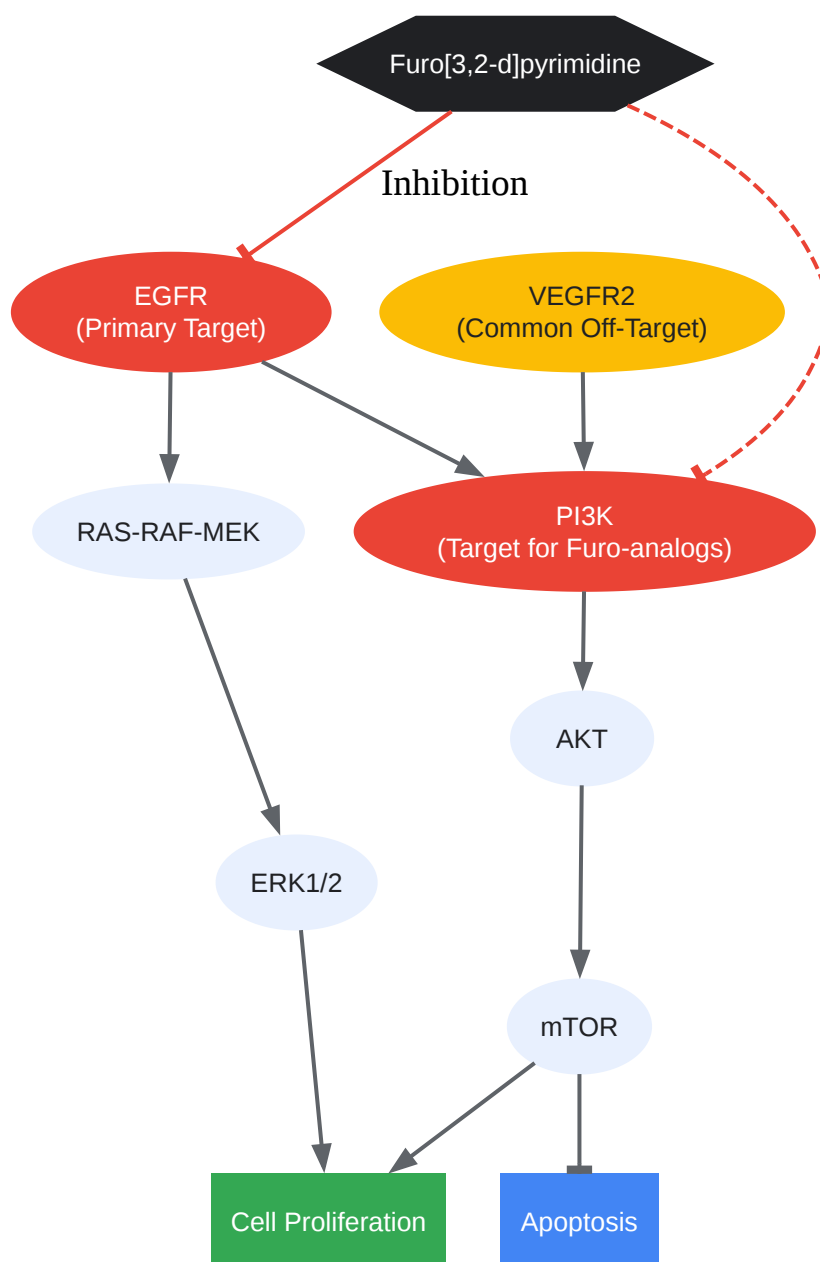 Furo[3,2-d]pyrimidine
Inhibition
EGFR
(Primary Target)
VEGFR2
(Common Off-Target)
RAS-RAF-MEK
PI3K
(Target for Furo-analogs)
AKT
ERK1/2
mTOR
Cell Proliferation
Apoptosis